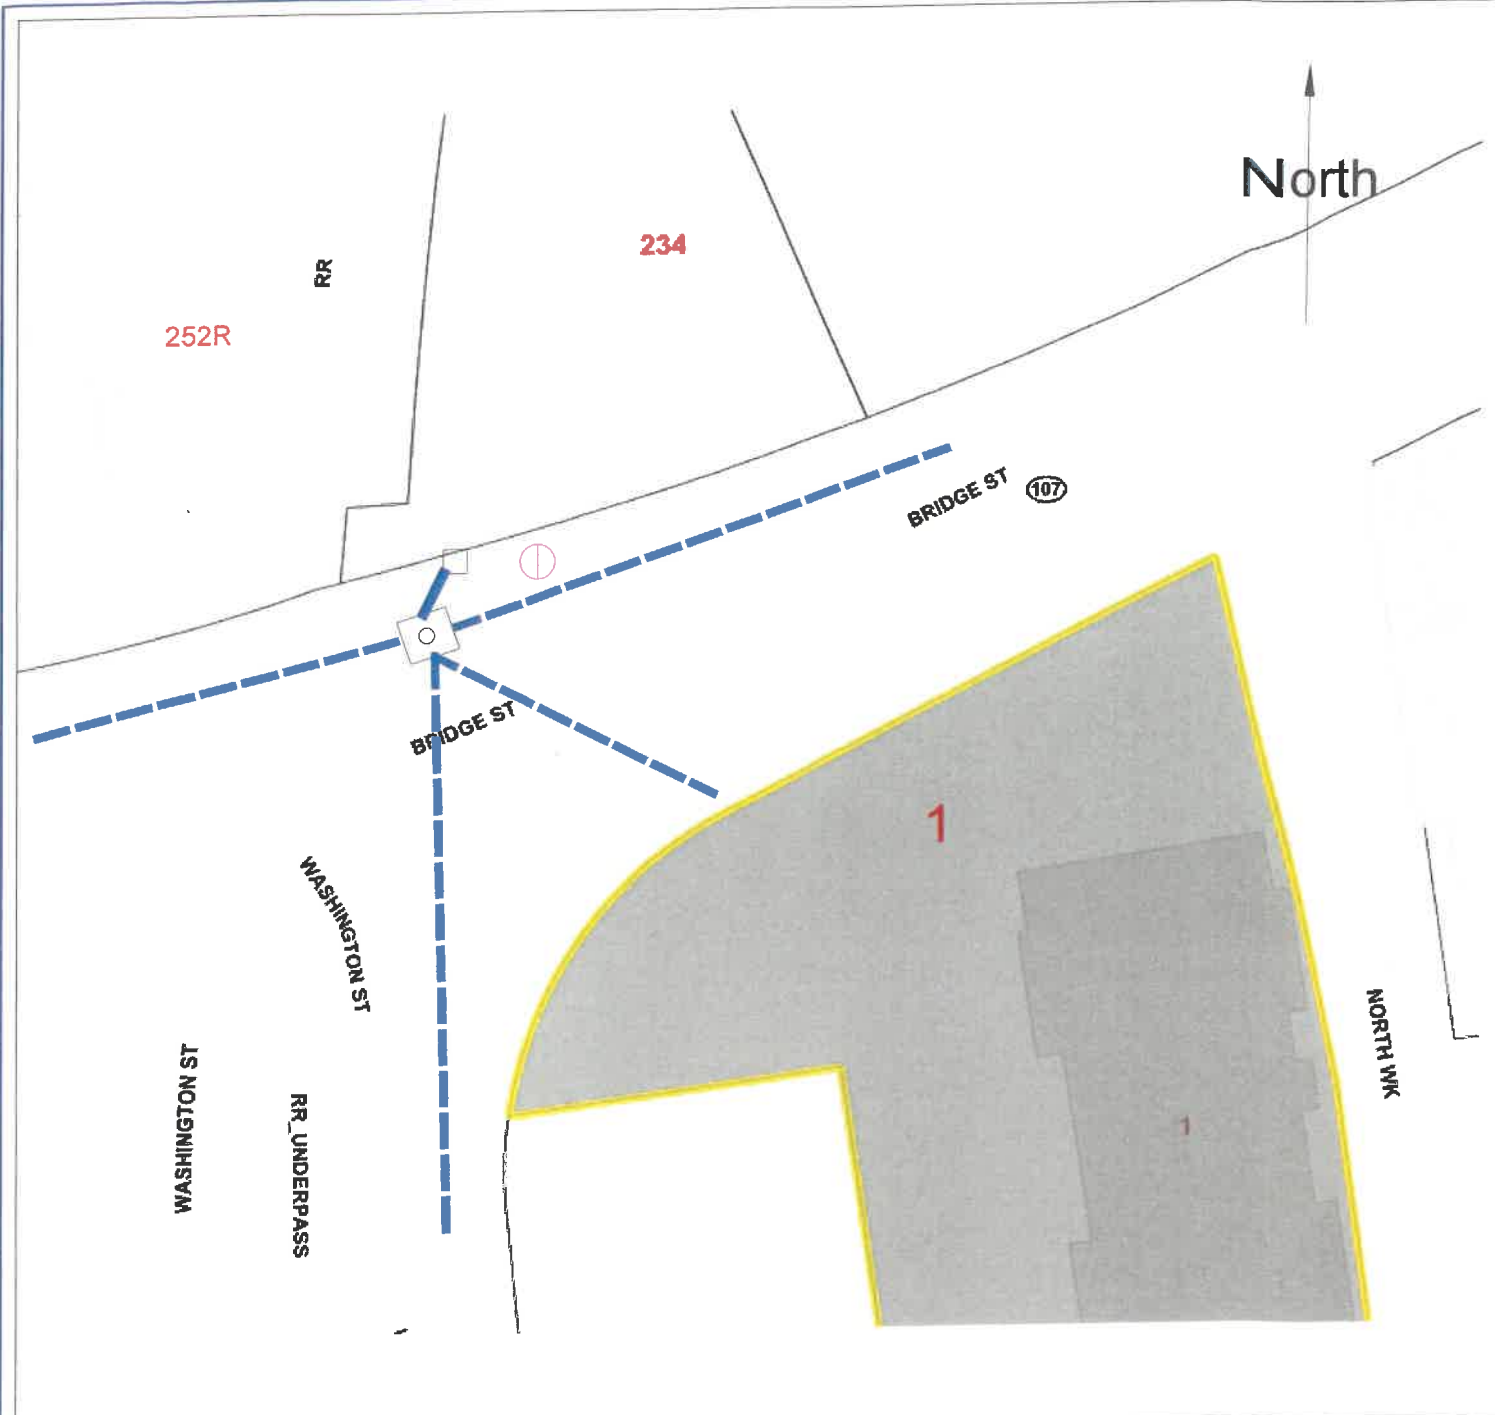 North
234
RR
252R
BRIDGE ST
107
BRIDGE ST
1
WASHINGTON ST
NORTH WK
WASHINGTON ST
RR_UNDERPASS
1